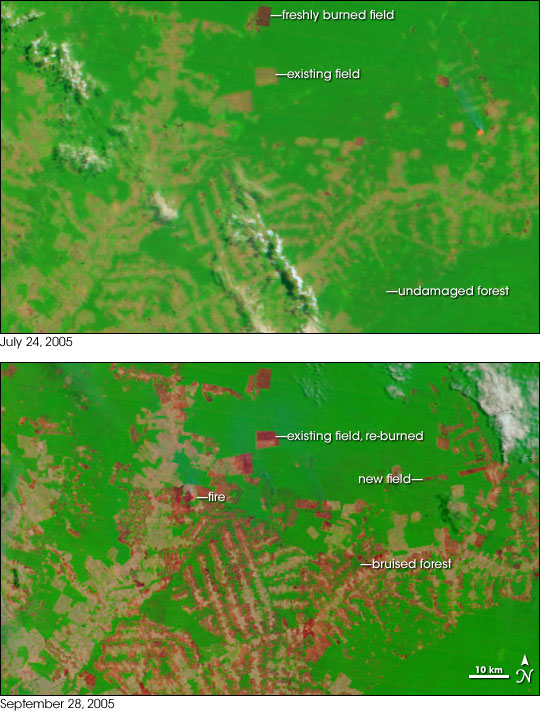 freshly burned field
existing field
undamaged forest
July 24, 2005
existing field, re-burned
new field
fire
bruised forest
10 km
N
September 28, 2005